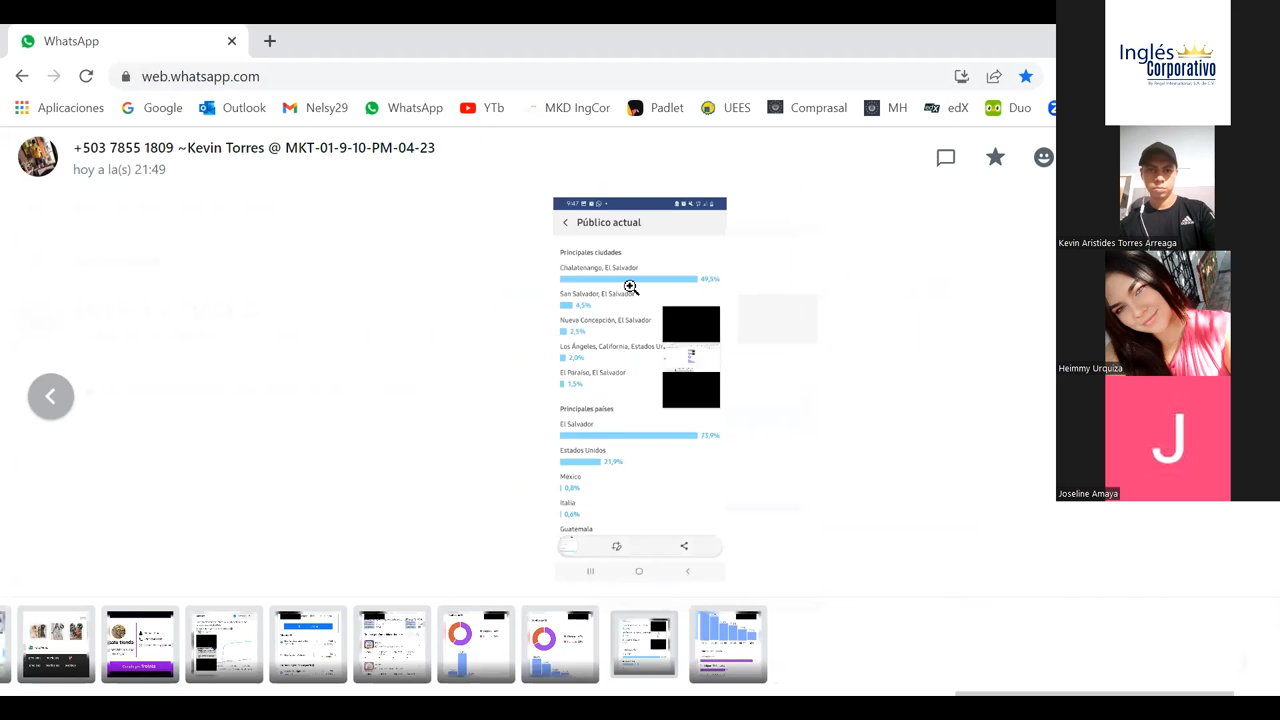 WhatsApp
web.whatsapp.com
Aplicaciones
Google
Outlook
Nelsy29
WhatsApp
YTb
MKD IngCor
Padlet
UEES
Comprasal
MH
edX
Duo
+503 7855 1809 ~Kevin Torres @ MKT-01-9-10-PM-04-23
hoy a la(s) 21:49
9:47
Público actual
Principales ciudades
Chalatenango, El Salvador
49,5%
San Salvador, El Salvador
4,5%
Nueva Concepción, El Salvador
2,5%
Los Ángeles, California, Estados
2,0%
El Paraíso, El Salvador
1,5%
Principales países
El Salvador
73,9%
Estados Unidos
21,9%
México
0,8%
Italia
0,6%
Guatemala
Inglés
Corporativo
Kevin Aristides Torres Arreaga
Heimmy Urquiza
J
Joseline Amaya